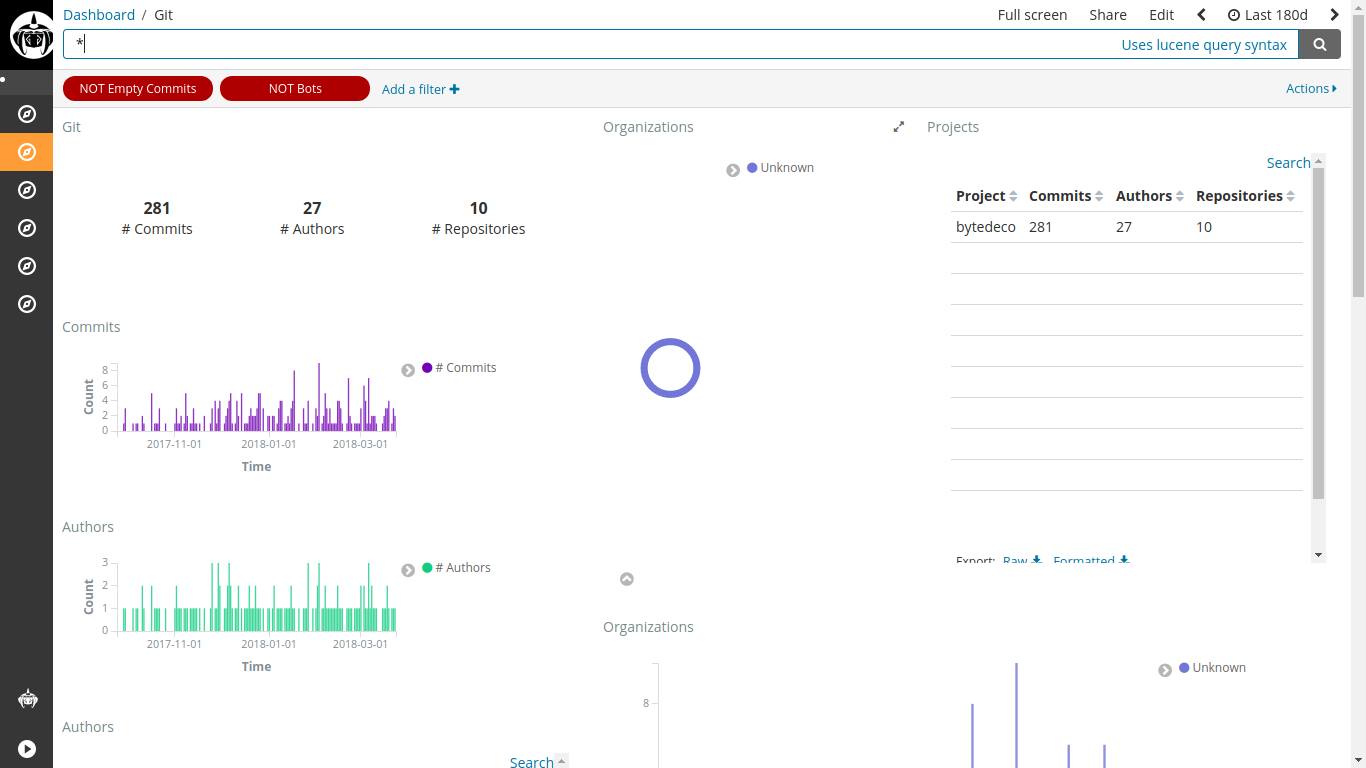 Dashboard / Git
Full screen Share Edit Last 180d
*
Uses lucene query syntax
NOT Empty Commits
NOT Bots
Add a filter
Actions
Git
281
# Commits
27
# Authors
10
# Repositories
Commits
Count
8
6
4
2
0
2017-11-01 2018-01-01 2018-03-01
Time
# Commits
Authors
Count
3
2
1
0
2017-11-01 2018-01-01 2018-03-01
Time
# Authors
Authors
Search
Organizations
Unknown
Organizations
8
Unknown
Projects
Search
Project Commits Authors Repositories
bytedeco 281 27 10
Export: Raw Formatted